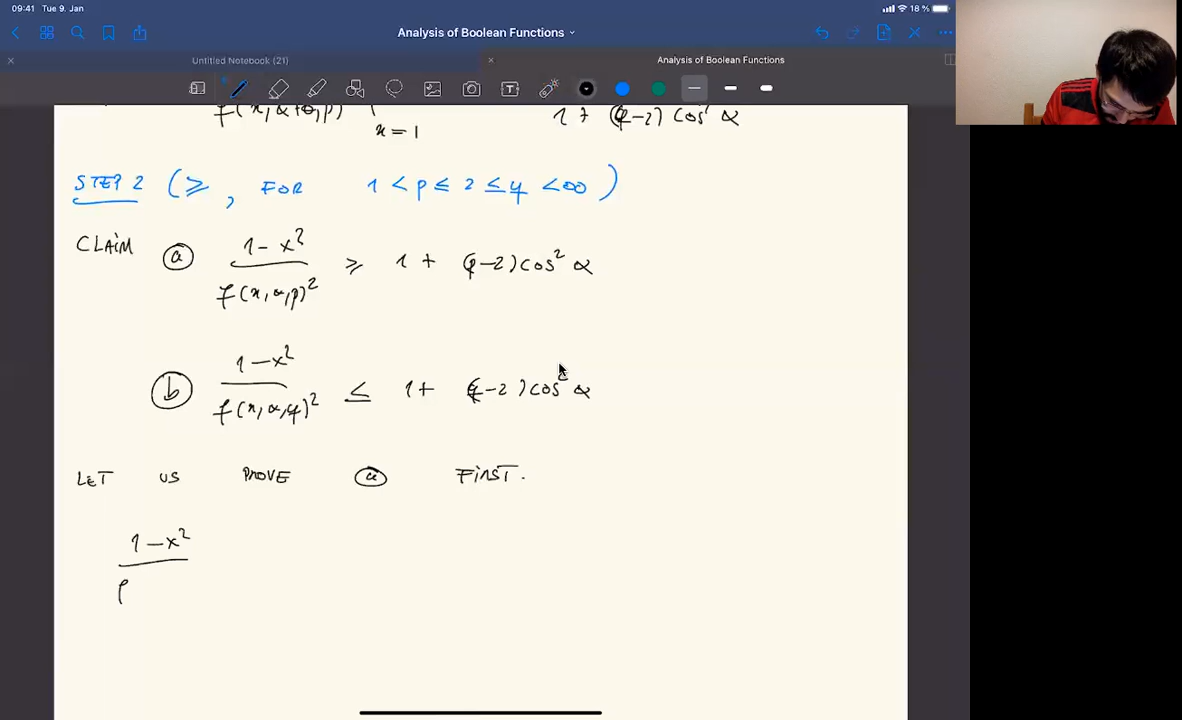 09:41 Tue 9. Jan
18 %
Analysis of Boolean Functions
Untitled Notebook (21)
Analysis of Boolean Functions
f(x, α+θ, p) | x = 1
1 + (q-2) cos² α
STEP 2 (≥, FOR 1 < p ≤ 2 ≤ q < ∞)
CLAIM (a) 1-x² / f(x,α,p)² ≥ 1 + (p-2) cos² α
(b) 1-x² / f(x,α,q)² ≤ 1 + (q-2) cos² α
LET US PROVE (a) FIRST.
1-x²